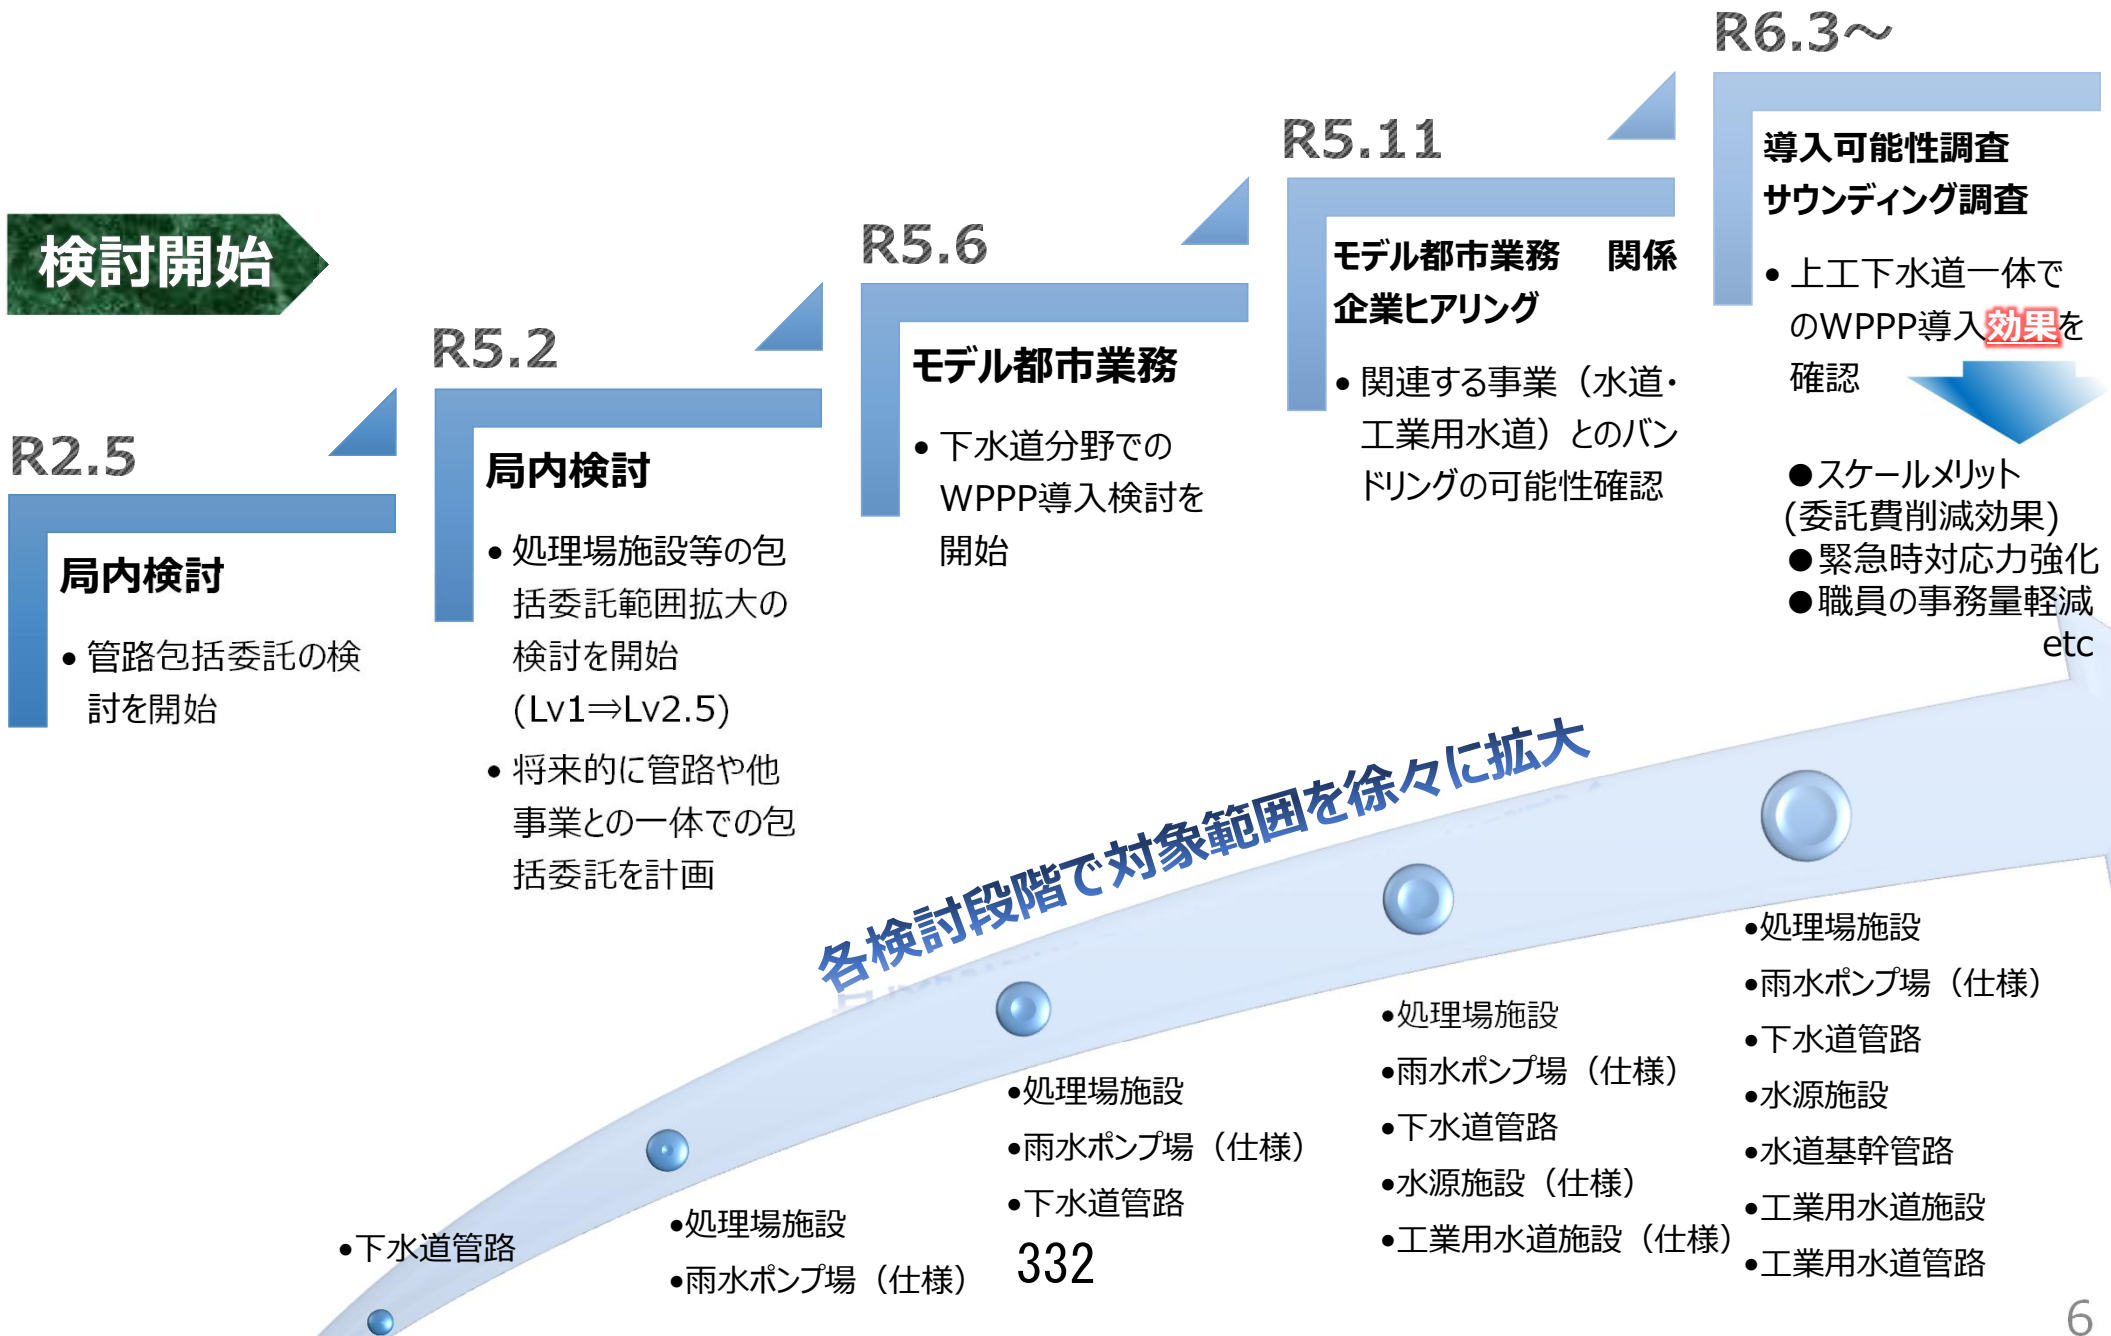 検討開始
R2.5
局内検討
•管路包括委託の検
討を開始
R5.2
局内検討
•処理場施設等の包
括委託範囲拡大の
検討を開始
(Lv1⇒Lv2.5)
•将来的に管路や他
事業との一体での包
括委託を計画
R5.6
モデル都市業務
•下水道分野での
WPPP導入検討を
開始
R5.11
モデル都市業務　関係
企業ヒアリング
•関連する事業（水道・
工業用水道）とのバン
ドリングの可能性確認
R6.3～
導入可能性調査
サウンディング調査
•上工下水道一体で
のWPPP導入効果を
確認
●スケールメリット
(委託費削減効果)
●緊急時対応力強化
●職員の事務量軽減
etc
各検討段階で対象範囲を徐々に拡大
•下水道管路
•処理場施設
•雨水ポンプ場（仕様）
•処理場施設
•雨水ポンプ場（仕様）
•下水道管路
•処理場施設
•雨水ポンプ場（仕様）
•下水道管路
•水源施設（仕様）
•工業用水道施設（仕様）
•処理場施設
•雨水ポンプ場（仕様）
•下水道管路
•水源施設
•水道基幹管路
•工業用水道施設
•工業用水道管路
332
6